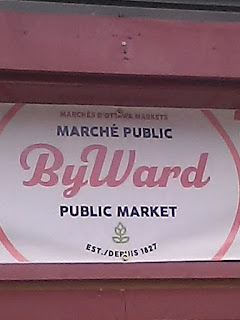 MARCHÉS D'OTTAWA MARKETS
MARCHÉ PUBLIC
ByWard
PUBLIC MARKET
EST./DEPUIS 1827